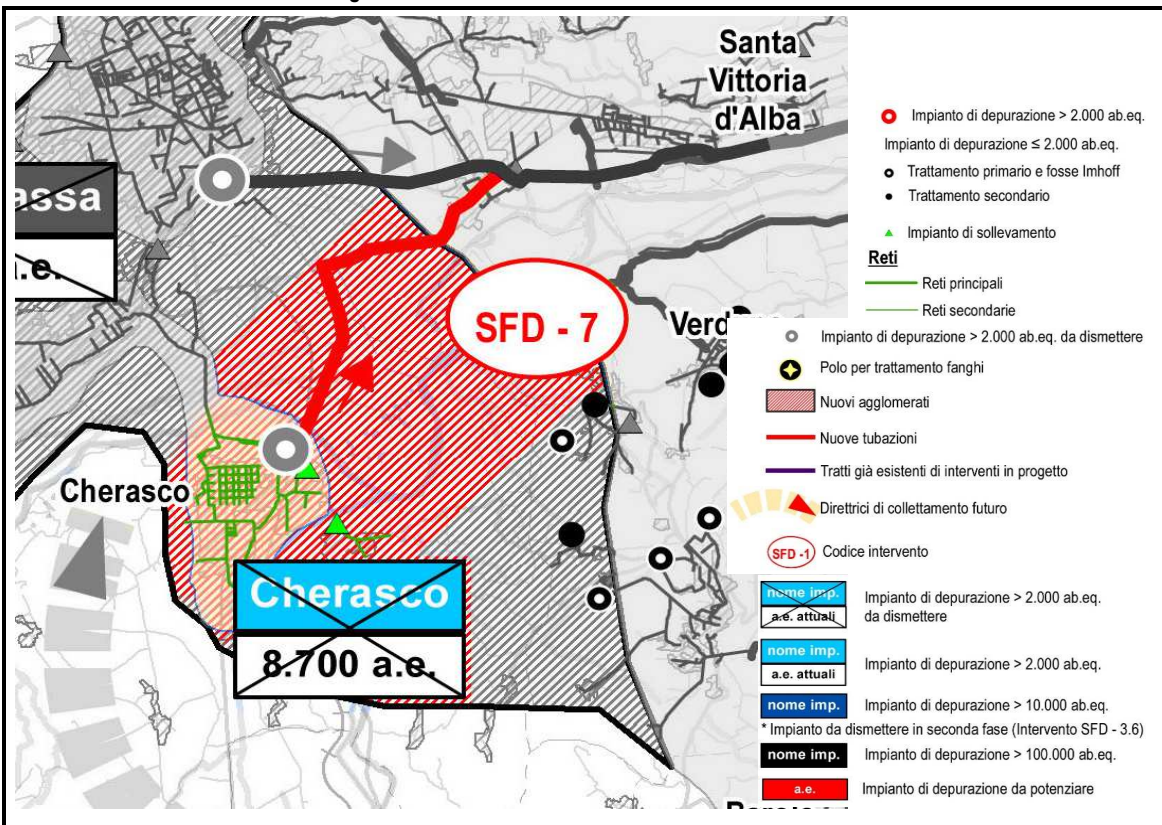 Santa
Vittoria
d'Alba
assa
a.e.
SFD - 7
Cherasco
Cherasco
8.700 a.e.
Impianto di depurazione > 2.000 ab.eq.
Impianto di depurazione ≤ 2.000 ab.eq.
Trattamento primario e fosse Imhoff
Trattamento secondario
Impianto di sollevamento
Reti
Reti principali
Reti secondarie
Impianto di depurazione > 2.000 ab.eq. da dismettere
Polo per trattamento fanghi
Nuovi agglomerati
Nuove tubazioni
Tratti già esistenti di interventi in progetto
Direttrici di collettamento futuro
SFD -1 Codice intervento
nome imp.
a.e. attuali
Impianto di depurazione > 2.000 ab.eq.
da dismettere
nome imp.
a.e. attuali
Impianto di depurazione > 2.000 ab.eq.
nome imp. Impianto di depurazione > 10.000 ab.eq.
* Impianto da dismettere in seconda fase (Intervento SFD - 3.6)
nome imp. Impianto di depurazione > 100.000 ab.eq.
a.e. Impianto di depurazione da potenziare